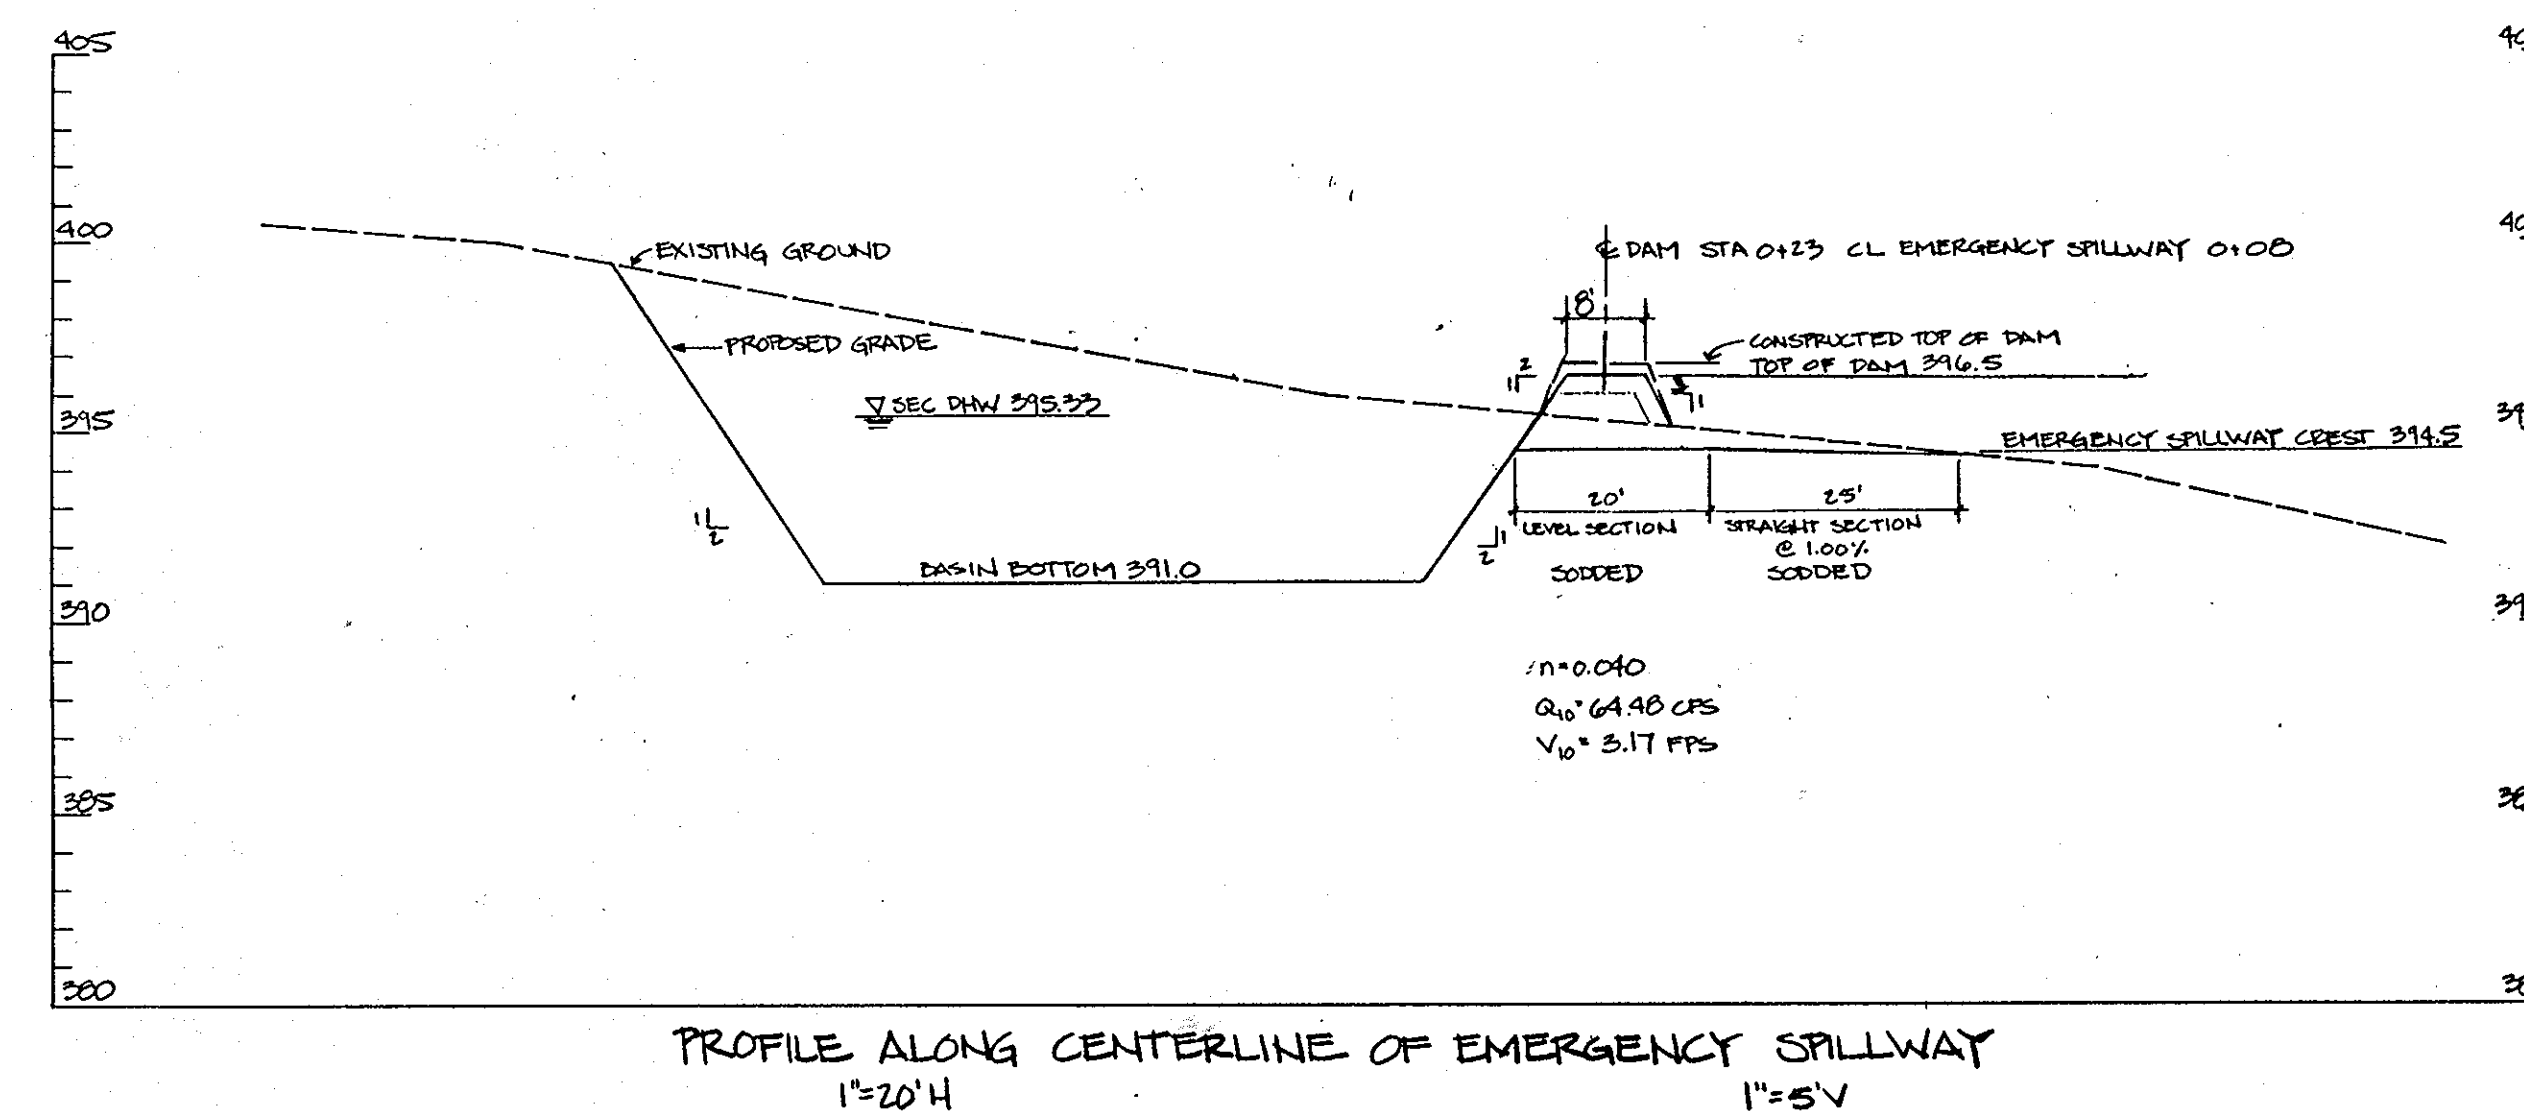 405
400
395
390
385
380
EXISTING GROUND
PROPOSED GRADE
SEC DHW 395.33
1
2
BASIN BOTTOM 391.0
℄ DAM STA 0+23 CL EMERGENCY SPILLWAY 0+08
8'
CONSTRUCTED TOP OF DAM
TOP OF DAM 396.5
2
1
1
EMERGENCY SPILLWAY CREST 394.5
20'
25'
LEVEL SECTION
STRAIGHT SECTION
@ 1.00%
SODDED
SODDED
1
2
n=0.040
Q10= 64.48 CFS
V10= 3.17 FPS
PROFILE ALONG CENTERLINE OF EMERGENCY SPILLWAY
1"=20'H
1"=5'V